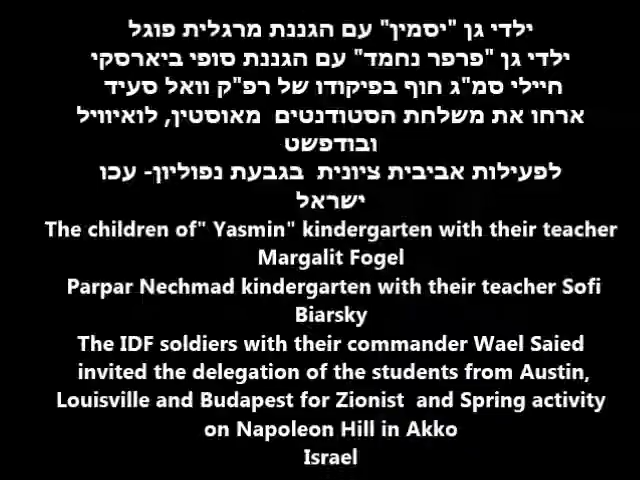 ילדי גן "יסמין" עם הגננת מרגלית פוגל
ילדי גן "פרפר נחמד" עם הגננת סופי ביארסקי
חיילי סמ"ג חוף בפיקודו של רפ"ק וואל סעיד
ארחו את משלחת הסטודנטים  מאוסטין, לואיוויל
ובודפשט
לפעילות אביבית ציונית  בגבעת נפוליון- עכו
ישראל
The children of" Yasmin" kindergarten with their teacher
Margalit Fogel
Parpar Nechmad kindergarten with their teacher Sofi
Biarsky
The IDF soldiers with their commander Wael Saied
invited the delegation of the students from Austin,
Louisville and Budapest for Zionist  and Spring activity
on Napoleon Hill in Akko
Israel